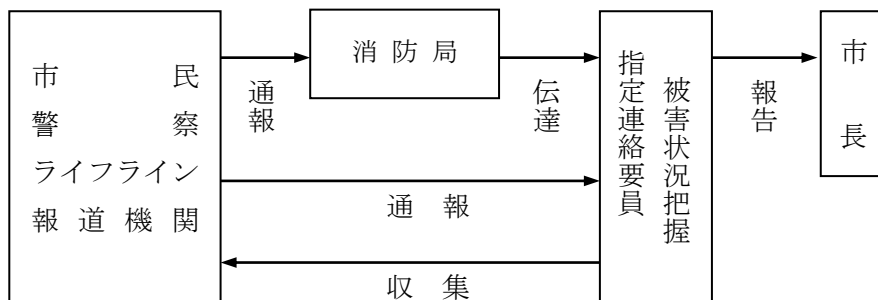 市民
警察
ライフライン
報道機関
通報
消防局
伝達
通報
収集
被害状況把握
指定連絡要員
報告
市長